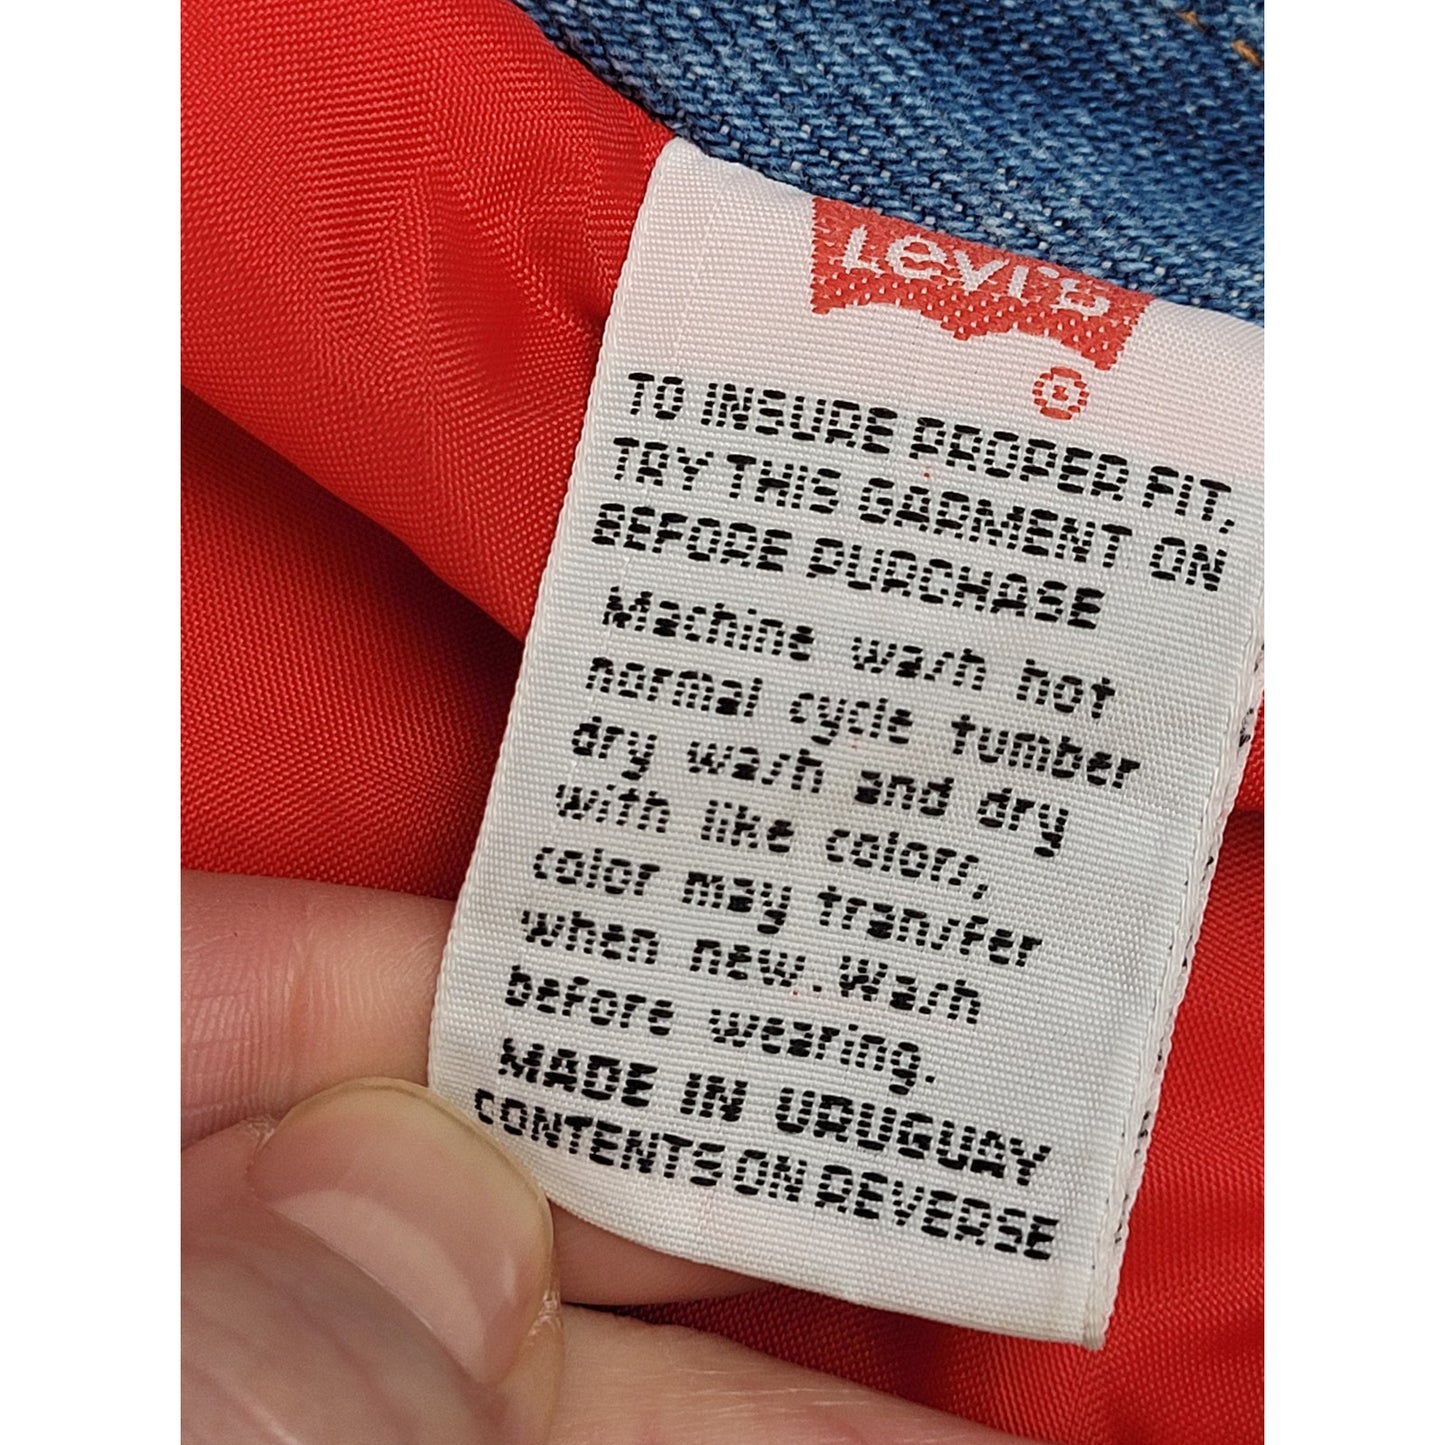 Levi's
®
TO INSURE PROPER FIT,
TRY THIS GARMENT ON
BEFORE PURCHASE
Machine wash hot
normal cycle tumber
dry wash and dry
with like colors,
color may transfer
when new.Wash
before wearing.
MADE IN URUGUAY
CONTENTS ON REVERSE